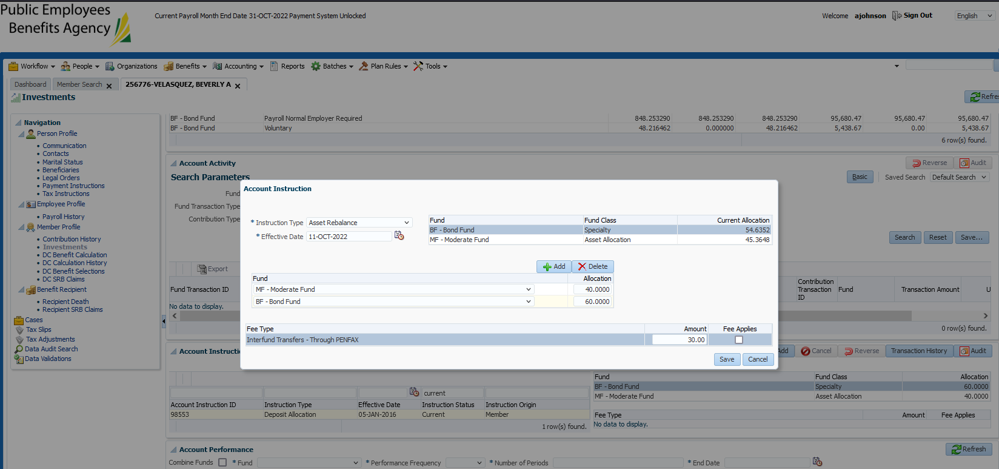 Public Employees
Benefits Agency
Current Payroll Month End Date 31-OCT-2022 Payment System Unlocked
Welcome ajohnson Sign Out English
Workflow People Organizations Benefits Accounting Reports Batches Plan Rules Tools
Dashboard Member Search 256776-VELASQUEZ, BEVERLY A
Investments
Refre
Navigation
Person Profile
Communication
Contacts
Marital Status
Beneficiaries
Legal Orders
Payment Instructions
Tax Instructions
Employee Profile
Payroll History
Member Profile
Contribution History
Investments
DC Benefit Calculation
DC Calculation History
DC Benefit Selections
DC SRB Claims
Benefit Recipient
Recipient Death
Recipient SRB Claims
Cases
Tax Slips
Tax Adjustments
Data Audit Search
Data Validations
BF - Bond Fund Payroll Normal Employer Required 848.253290 848.253290 848.253290 95,680.47 95,680.47 95,680.47
BF - Bond Fund Voluntary 48.216462 0.000000 48.216462 5,438.67 0.00 5,438.67
6 row(s) found.
Account Activity
Reverse Audit
Search Parameters
Basic Saved Search Default Search
Fund
Fund Transaction Type
Contribution Type
Search Reset Save...
Export
Fund Transaction ID
Contribution Transaction ID Fund Transaction Amount U
No data to display.
0 row(s) found.
Account Instruction
* Instruction Type Asset Rebalance
* Effective Date 11-OCT-2022
Fund Fund Class Current Allocation
BF - Bond Fund Specialty 54.6352
MF - Moderate Fund Asset Allocation 45.3648
Add Delete
Fund Allocation
MF - Moderate Fund 40.0000
BF - Bond Fund 60.0000
Fee Type Amount Fee Applies
Interfund Transfers - Through PENFAX 30.00
Save Cancel
Account Instructio
dd Cancel Reverse Transaction History Audit
current
Account Instruction ID Instruction Type Effective Date Instruction Status Instruction Origin
98553 Deposit Allocation 05-JAN-2016 Current Member
1 row(s) found.
Fund Fund Class Allocation
BF - Bond Fund Specialty 60.0000
MF - Moderate Fund Asset Allocation 40.0000
Fee Type Amount Fee Applies
No data to display.
Account Performance
Refresh
Combine Funds * Fund * Performance Frequency * Number of Periods * End Date